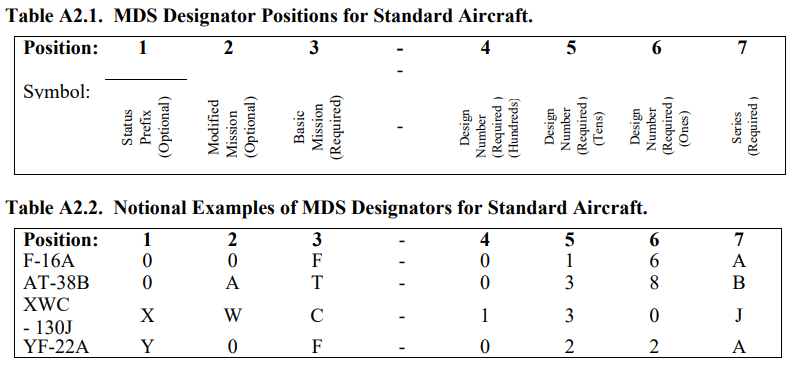 Table A2.1. MDS Designator Positions for Standard Aircraft.
Position: 1 2 3 - 4 5 6 7
-
Symbol:
Status Prefix (Optional)
Modified Mission (Optional)
Basic Mission (Required)
-
Design Number (Required ) (Hundreds)
Design Number (Required ) (Tens)
Design Number (Required ) (Ones)
Series (Required )
Table A2.2. Notional Examples of MDS Designators for Standard Aircraft.
Position: 1 2 3 - 4 5 6 7
F-16A 0 0 F - 0 1 6 A
AT-38B 0 A T - 0 3 8 B
XWC
- 130J X W C - 1 3 0 J
YF-22A Y 0 F - 0 2 2 A